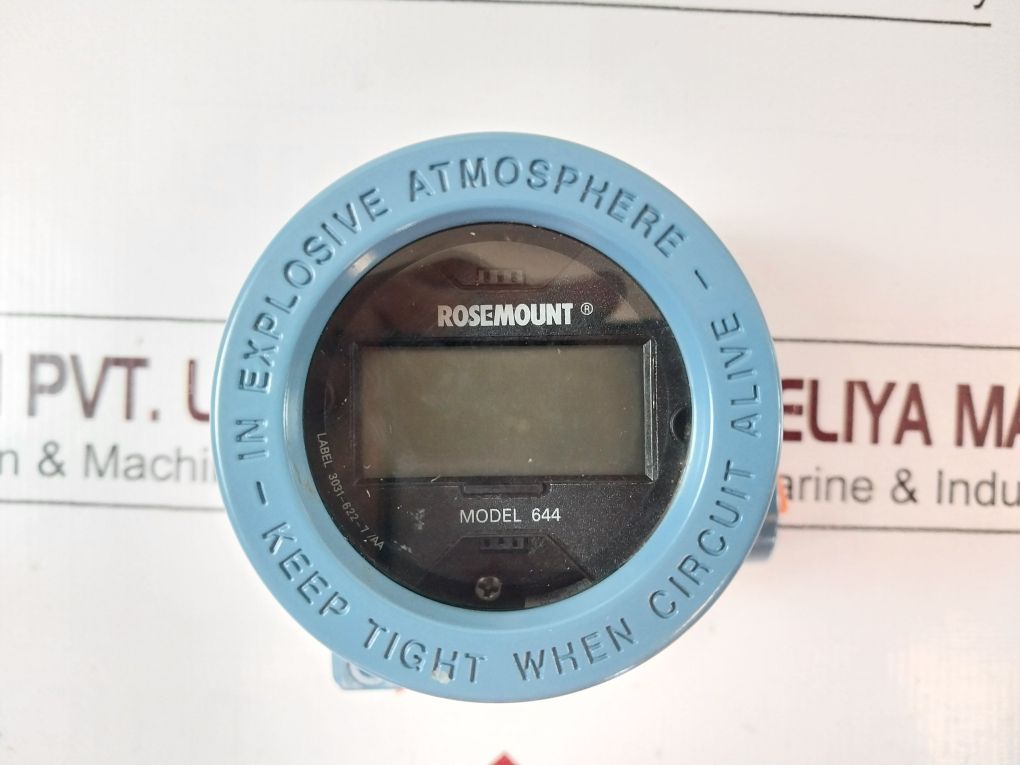 - IN EXPLOSIVE ATMOSPHERE -
KEEP TIGHT WHEN CIRCUIT ALIVE
ROSEMOUNT ®
LABEL 3031-622-7/AA
MODEL 644
PVT. U
ELIYA MA
n & Machi
arine & Indu